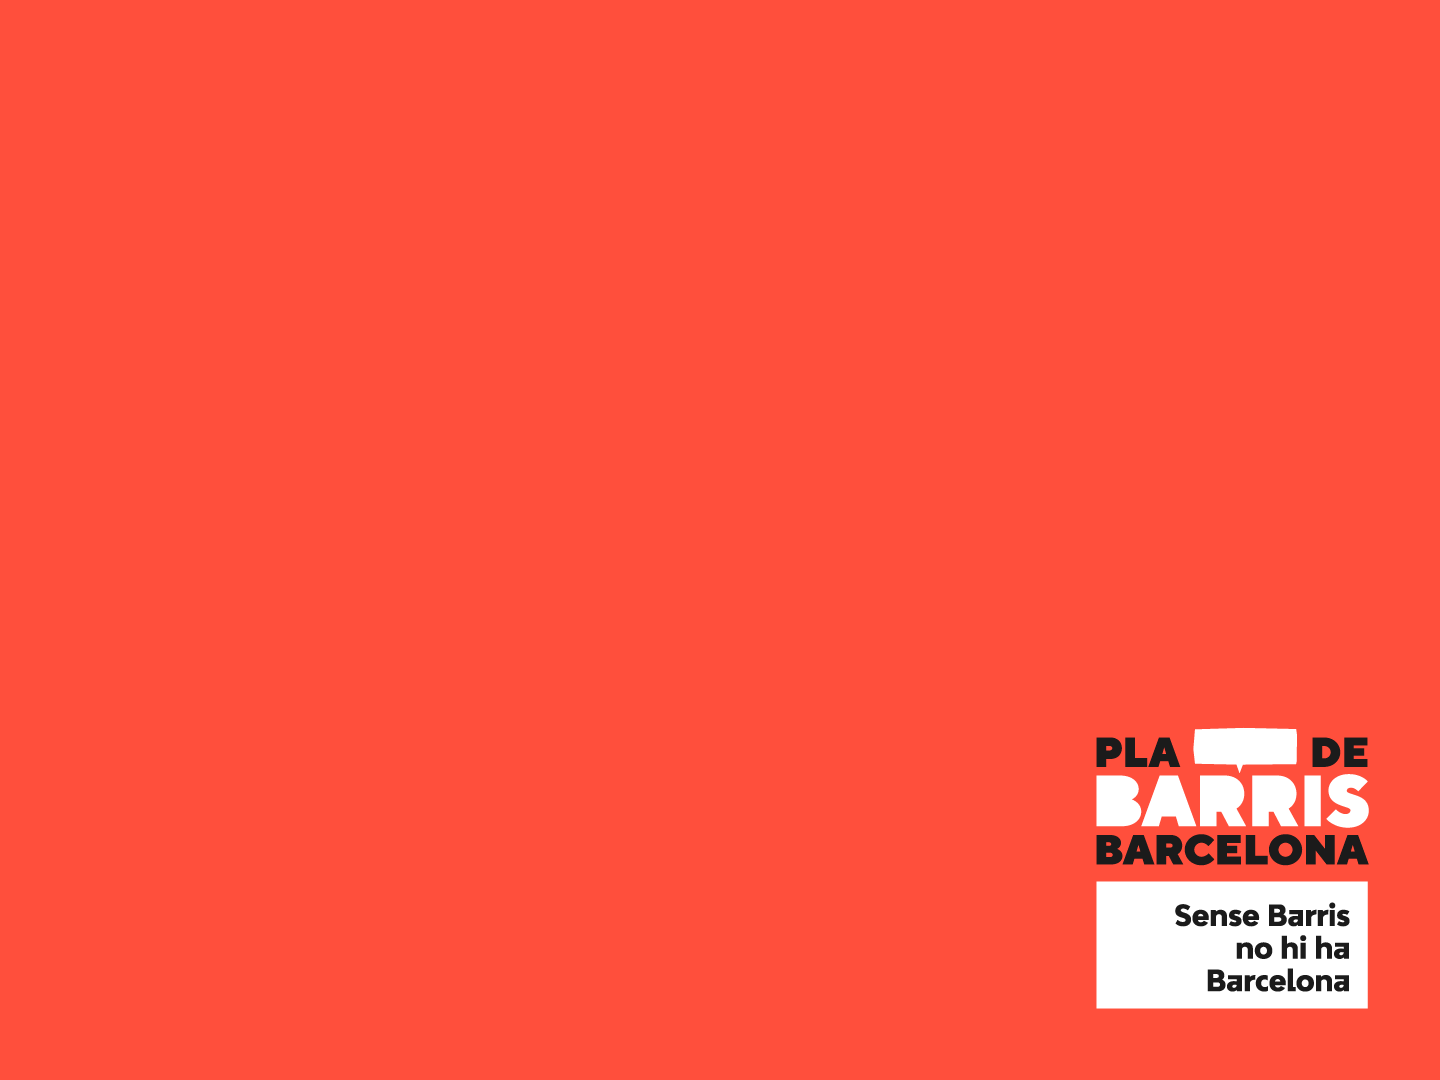 PLA DE
BARRIS
BARCELONA
Sense Barris
no hi ha
Barcelona